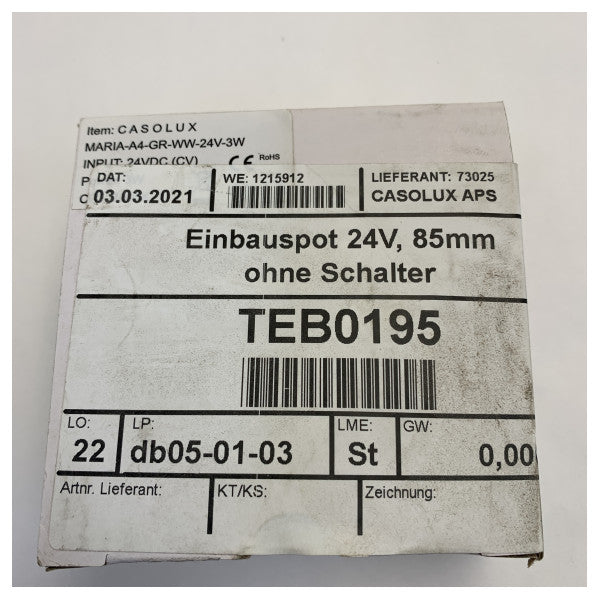 Item: CASOLUX
MARIA-A4-GR-WW-24V-3W
INPUT: 24VDC (CV) CE RoHS
DAT: WE: 1215912 LIEFERANT: 73025
03.03.2021 CASOLUX APS
Einbauspot 24V, 85mm
ohne Schalter
TEB0195
LO: LP: LME: GW:
22 db05-01-03 St 0,00
Artnr. Lieferant: KT/KS: Zeichnung: